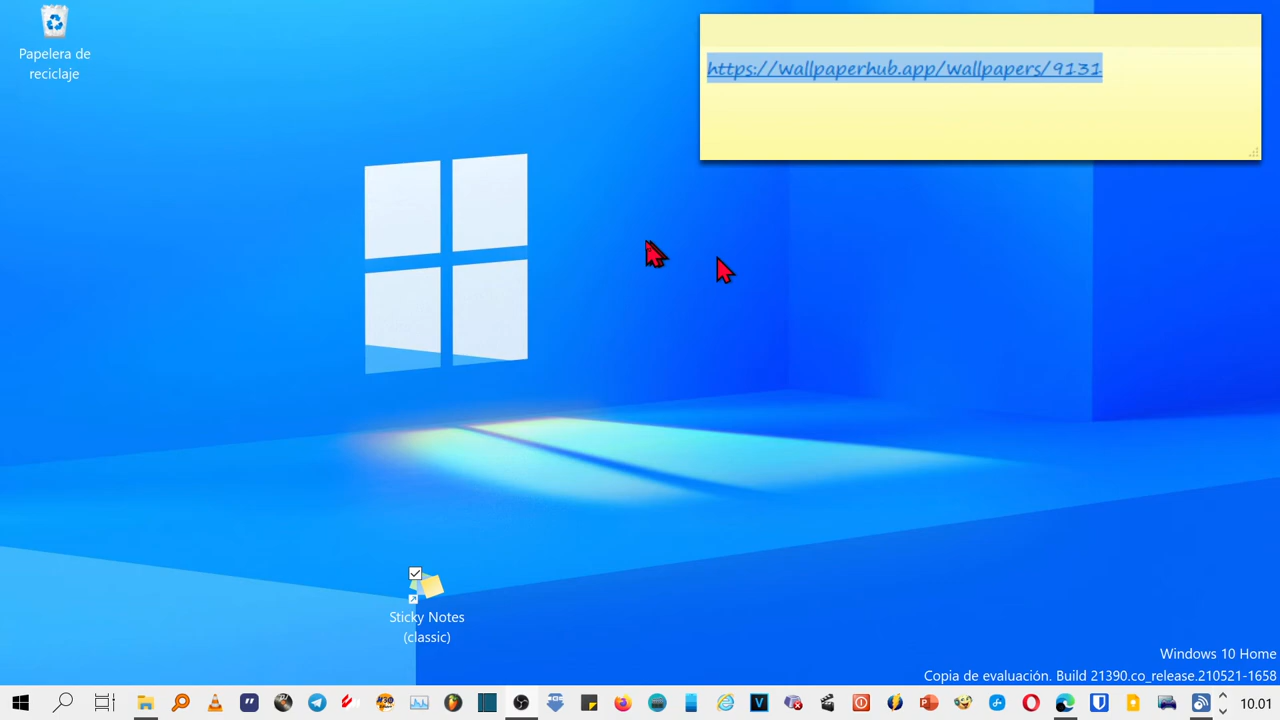 Papelera de
reciclaje
https://wallpaperhub.app/wallpapers/9131
Sticky Notes
(classic)
Windows 10 Home
Copia de evaluación. Build 21390.co_release.210521-1658
10.01